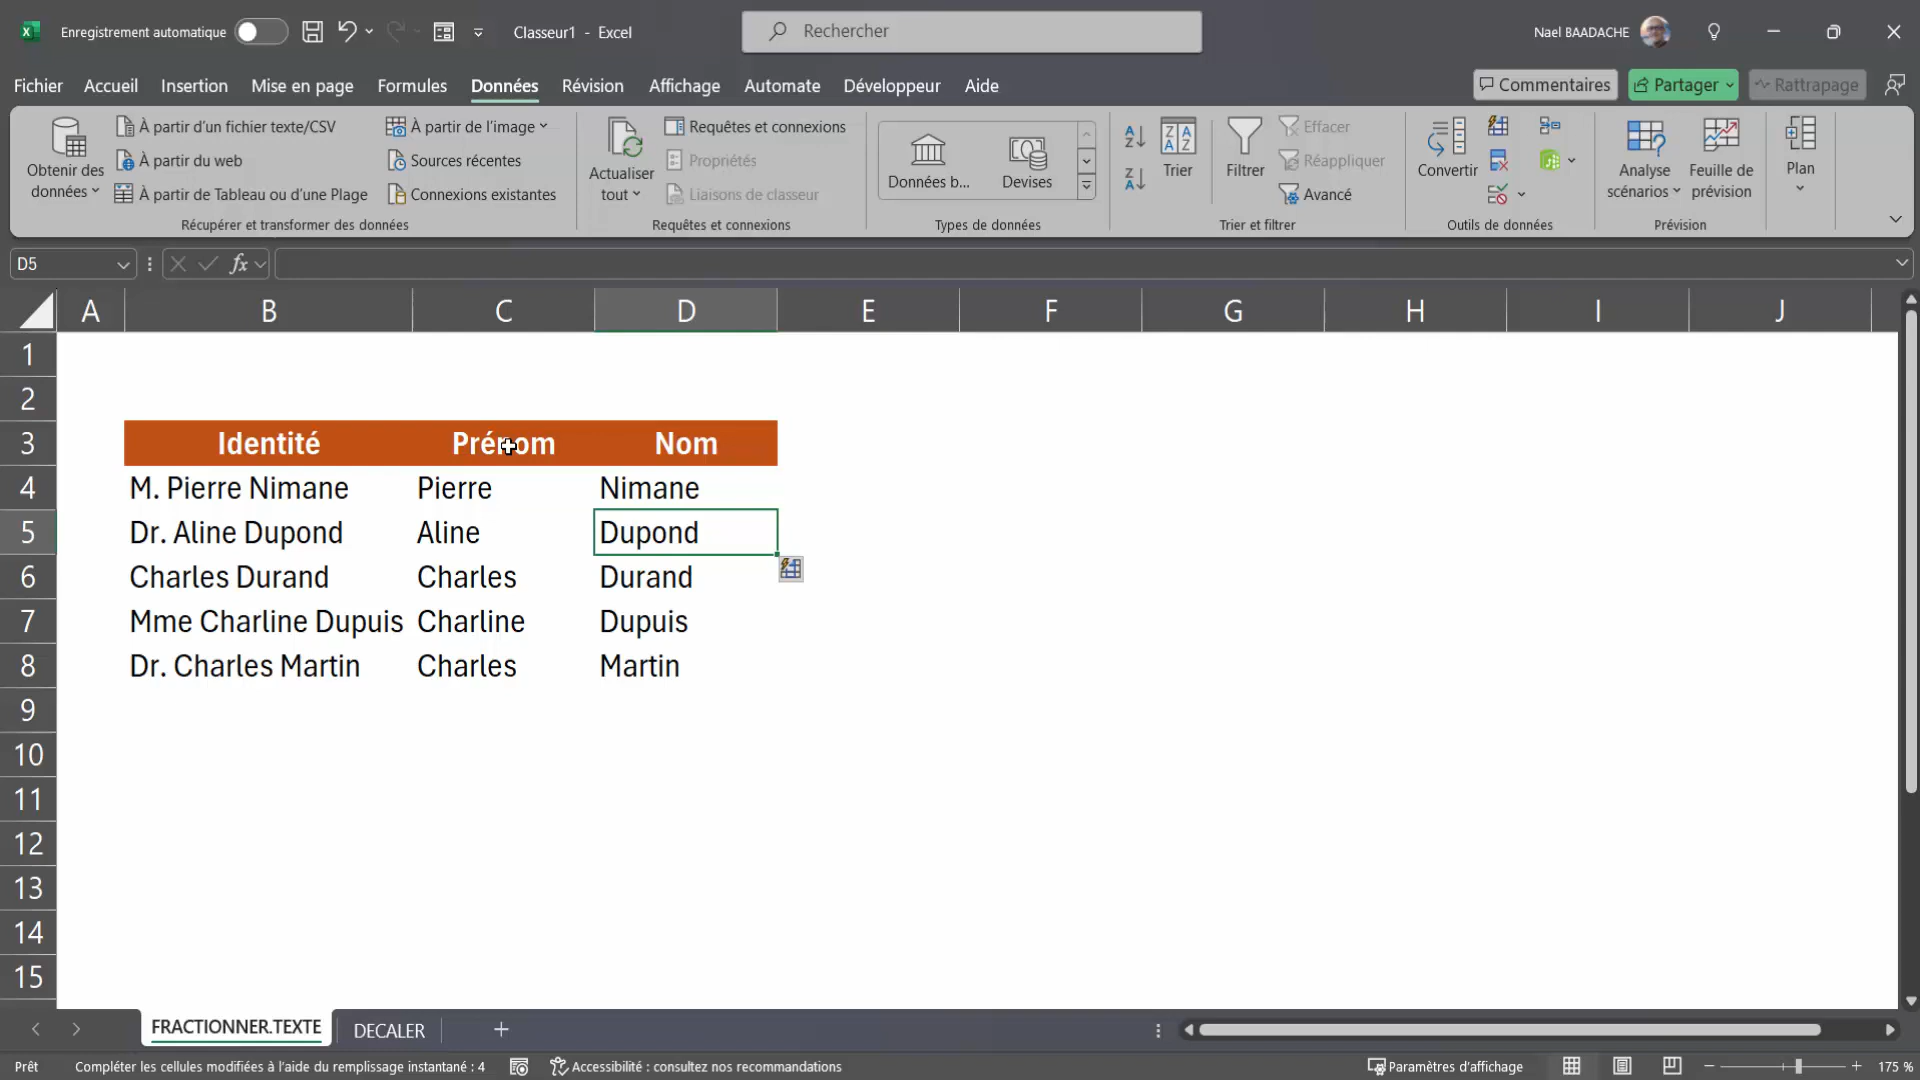 Enregistrement automatique
Classeur1 - Excel
Rechercher
Nael BAADACHE
Fichier Accueil Insertion Mise en page Formules Données Révision Affichage Automate Développeur Aide
Commentaires
Partager
Rattrapage
Obtenir des données
À partir d'un fichier texte/CSV
À partir du web
À partir de Tableau ou d'une Plage
À partir de l'image
Sources récentes
Connexions existantes
Récupérer et transformer des données
Actualiser tout
Requêtes et connexions
Propriétés
Liaisons de classeur
Requêtes et connexions
Données b...
Devises
Types de données
Trier
Filtrer
Effacer
Réappliquer
Avancé
Trier et filtrer
Convertir
Outils de données
Analyse scénarios
Feuille de prévision
Prévision
Plan
D5
fx
A B C D E F G H I J
1
2
3 Identité Prénom Nom
4 M. Pierre Nimane Pierre Nimane
5 Dr. Aline Dupond Aline Dupond
6 Charles Durand Charles Durand
7 Mme Charline Dupuis Charline Dupuis
8 Dr. Charles Martin Charles Martin
9
10
11
12
13
14
15
FRACTIONNER.TEXTE DECALER
Prêt
Compléter les cellules modifiées à l'aide du remplissage instantané : 4
Accessibilité : consultez nos recommandations
Paramètres d'affichage
175 %